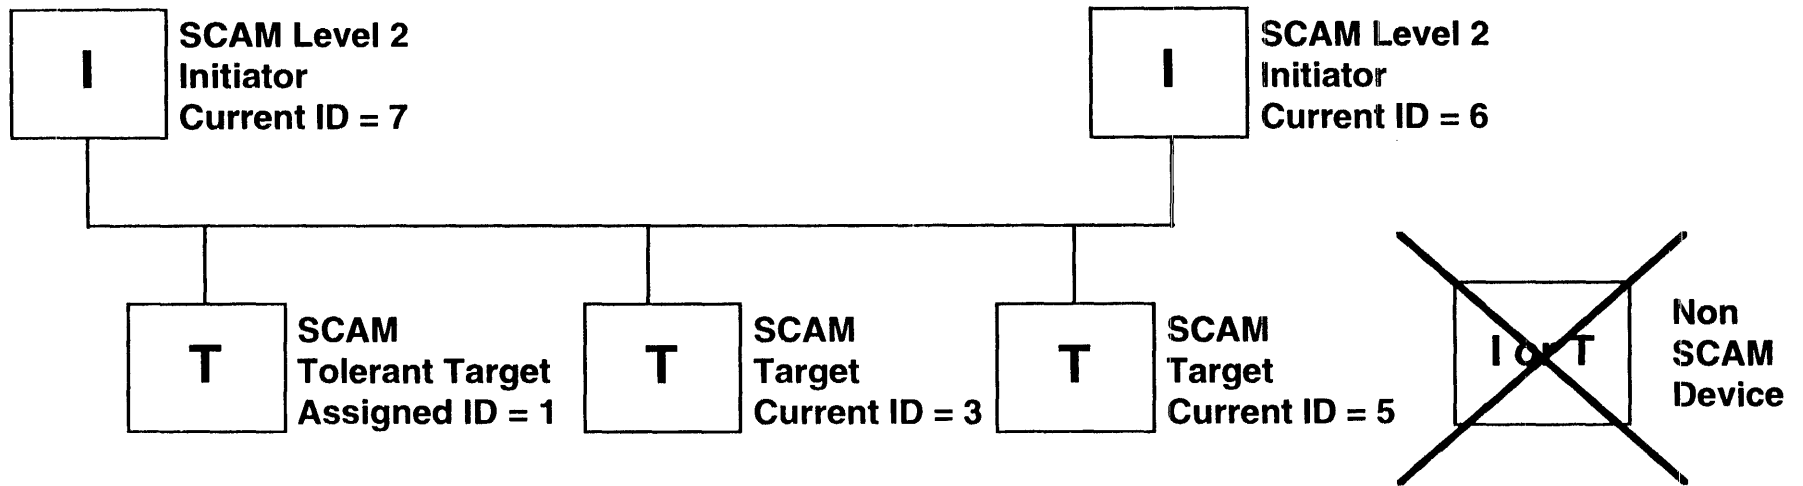 I
SCAM Level 2
Initiator
Current ID = 7
I
SCAM Level 2
Initiator
Current ID = 6
T
SCAM
Tolerant Target
Assigned ID = 1
T
SCAM
Target
Current ID = 3
T
SCAM
Target
Current ID = 5
I or T
Non
SCAM
Device